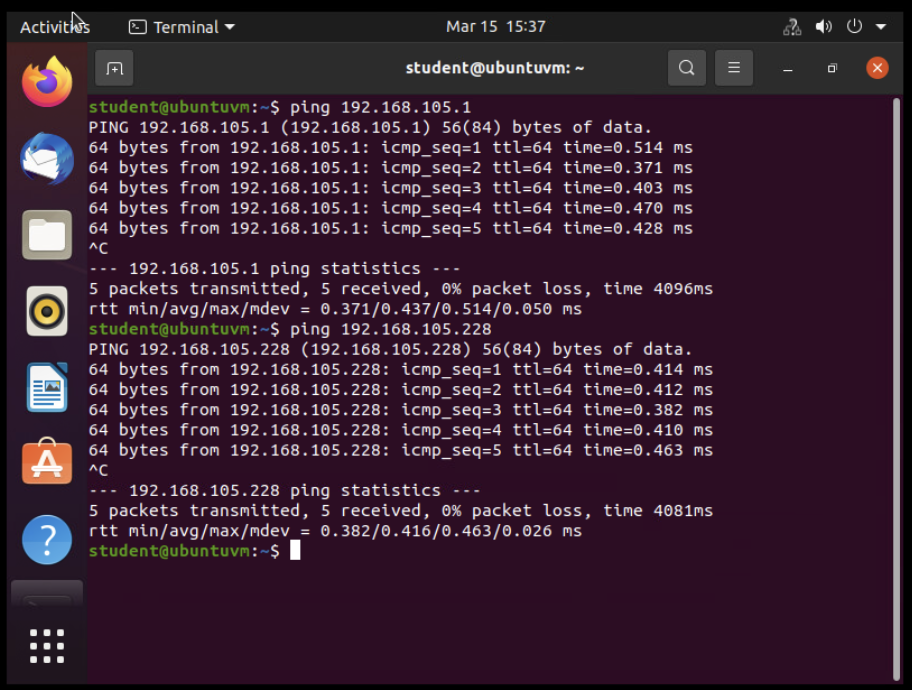 Activities
Terminal
Mar 15 15:37
student@ubuntuvm: ~
student@ubuntuvm:~$ ping 192.168.105.1
PING 192.168.105.1 (192.168.105.1) 56(84) bytes of data.
64 bytes from 192.168.105.1: icmp_seq=1 ttl=64 time=0.514 ms
64 bytes from 192.168.105.1: icmp_seq=2 ttl=64 time=0.371 ms
64 bytes from 192.168.105.1: icmp_seq=3 ttl=64 time=0.403 ms
64 bytes from 192.168.105.1: icmp_seq=4 ttl=64 time=0.470 ms
64 bytes from 192.168.105.1: icmp_seq=5 ttl=64 time=0.428 ms
^C
--- 192.168.105.1 ping statistics ---
5 packets transmitted, 5 received, 0% packet loss, time 4096ms
rtt min/avg/max/mdev = 0.371/0.437/0.514/0.050 ms
student@ubuntuvm:~$ ping 192.168.105.228
PING 192.168.105.228 (192.168.105.228) 56(84) bytes of data.
64 bytes from 192.168.105.228: icmp_seq=1 ttl=64 time=0.414 ms
64 bytes from 192.168.105.228: icmp_seq=2 ttl=64 time=0.412 ms
64 bytes from 192.168.105.228: icmp_seq=3 ttl=64 time=0.382 ms
64 bytes from 192.168.105.228: icmp_seq=4 ttl=64 time=0.410 ms
64 bytes from 192.168.105.228: icmp_seq=5 ttl=64 time=0.463 ms
^C
--- 192.168.105.228 ping statistics ---
5 packets transmitted, 5 received, 0% packet loss, time 4081ms
rtt min/avg/max/mdev = 0.382/0.416/0.463/0.026 ms
student@ubuntuvm:~$